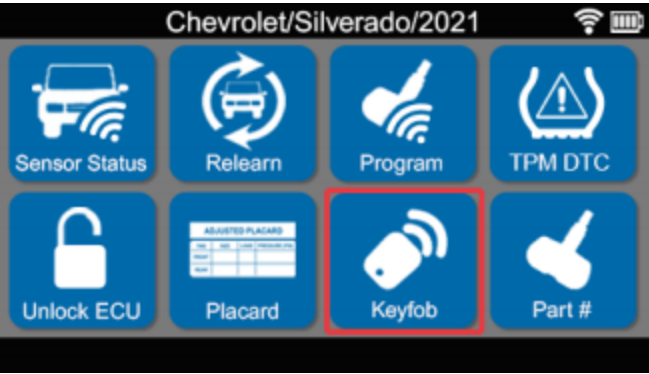 Chevrolet/Silverado/2021
Sensor Status
Relearn
Program
TPM DTC
ADJUSTED PLACARD
Unlock ECU
Placard
Keyfob
Part #